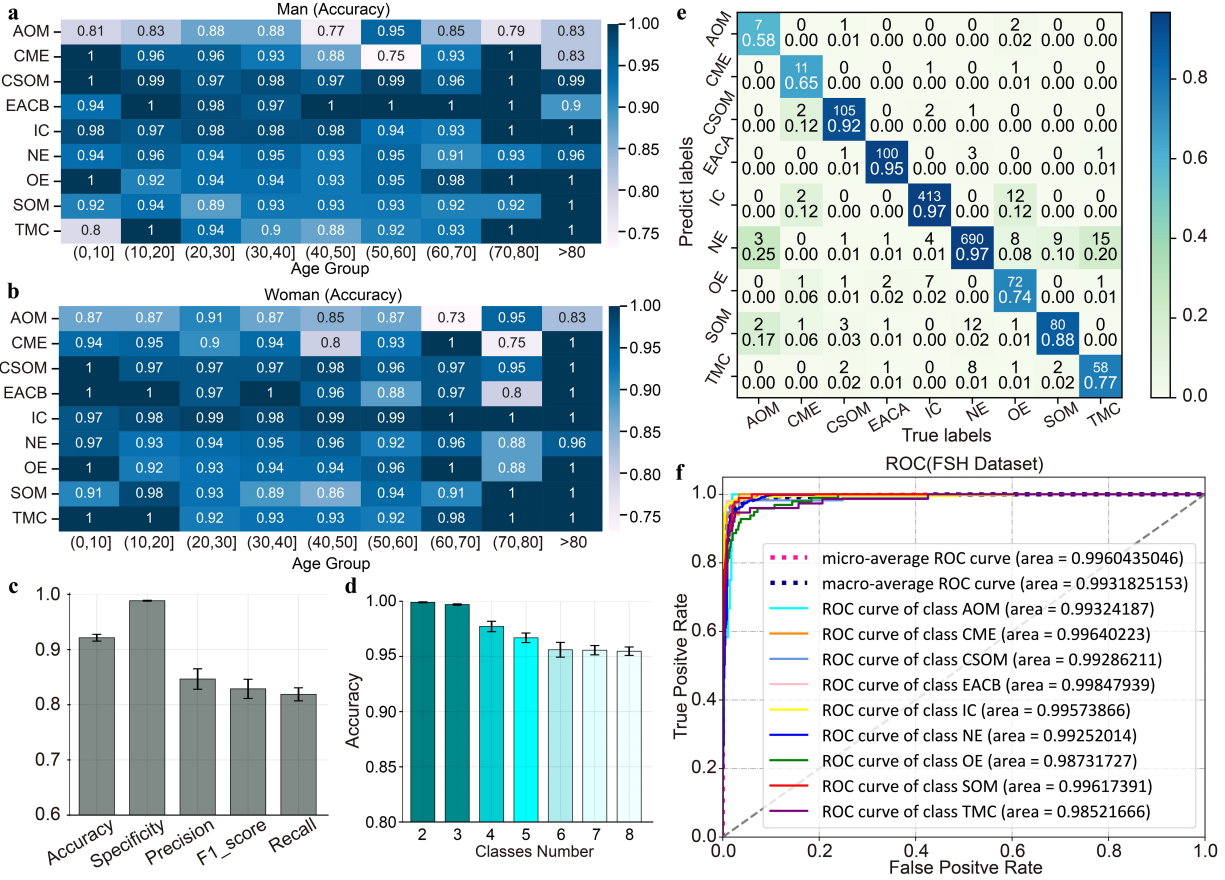 a
Man (Accuracy)
AOM 0.81 0.83 0.88 0.88 0.77 0.95 0.85 0.79 0.83
CME 1 0.96 0.96 0.93 0.88 0.75 0.93 1 0.83
CSOM 1 0.99 0.97 0.98 0.97 0.99 0.96 1 0.99
EACB 0.94 1 0.98 0.97 1 1 1 1 0.9
IC 0.98 0.97 0.98 0.98 0.98 0.94 0.93 1 1
NE 0.94 0.96 0.94 0.95 0.93 0.95 0.91 0.93 0.96
OE 1 0.92 0.94 0.94 0.93 0.95 0.98 1 1
SOM 0.92 0.94 0.89 0.93 0.93 0.93 0.92 0.92 1
TMC 0.8 1 0.94 0.9 0.88 0.92 0.93 1 1
(0,10] (10,20] (20,30] (30,40] (40,50] (50,60] (60,70] (70,80] >80
Age Group
1.00
0.95
0.90
0.85
0.80
0.75
b
Woman (Accuracy)
AOM 0.87 0.87 0.91 0.87 0.85 0.87 0.73 0.95 0.83
CME 0.94 0.95 0.9 0.94 0.8 0.93 1 0.75 1
CSOM 1 0.97 0.97 0.97 0.98 0.96 0.97 0.95 1
EACB 1 1 0.97 1 0.96 0.88 0.97 0.8 1
IC 0.97 0.98 0.99 0.98 0.99 0.99 1 1 1
NE 0.97 0.93 0.94 0.95 0.96 0.92 0.96 0.88 0.96
OE 1 0.92 0.93 0.94 0.94 0.96 1 0.88 1
SOM 0.91 0.98 0.93 0.89 0.86 0.94 0.91 1 1
TMC 1 1 0.92 0.93 0.93 0.92 0.98 1 1
(0,10] (10,20] (20,30] (30,40] (40,50] (50,60] (60,70] (70,80] >80
Age Group
1.00
0.95
0.90
0.85
0.80
0.75
c
1.0
0.9
0.8
0.7
0.6
Accuracy Specificity Precision F1_score Recall
d
Accuracy
1.00
0.95
0.90
0.85
0.80
2 3 4 5 6 7 8
Classes Number
e
Predict labels
AOM 7 0 1 0 0 0 2 0 0
0.58 0.00 0.01 0.00 0.00 0.00 0.02 0.00 0.00
CME 0 11 0 0 1 0 1 0 0
0.00 0.65 0.00 0.00 0.00 0.00 0.01 0.00 0.00
CSOM 0 2 105 0 2 1 0 0 0
0.00 0.12 0.92 0.00 0.00 0.00 0.00 0.00 0.00
EACA 0 0 1 100 0 3 0 0 1
0.00 0.00 0.01 0.95 0.00 0.00 0.00 0.00 0.01
IC 0 2 0 0 413 0 12 0 0
0.00 0.12 0.00 0.00 0.97 0.00 0.12 0.00 0.00
NE 3 0 1 1 4 690 8 9 15
0.25 0.00 0.01 0.01 0.01 0.97 0.08 0.10 0.20
OE 0 1 1 2 7 0 72 0 1
0.00 0.06 0.01 0.02 0.02 0.00 0.74 0.00 0.01
SOM 2 1 3 1 0 12 1 80 0
0.17 0.06 0.03 0.01 0.00 0.02 0.01 0.88 0.00
TMC 0 0 2 1 1 8 1 2 58
0.00 0.00 0.02 0.01 0.00 0.01 0.01 0.02 0.77
AOM CME CSOM EACA IC NE OE SOM TMC
True labels
0.8
0.6
0.4
0.2
0.0
f
ROC(FSH Dataset)
True Positive Rate
1.0
0.8
0.6
0.4
0.2
0.0
micro-average ROC curve (area = 0.9960435046)
macro-average ROC curve (area = 0.9931825153)
ROC curve of class AOM (area = 0.99324187)
ROC curve of class CME (area = 0.99640223)
ROC curve of class CSOM (area = 0.99286211)
ROC curve of class EACB (area = 0.99847939)
ROC curve of class IC (area = 0.99573866)
ROC curve of class NE (area = 0.99252014)
ROC curve of class OE (area = 0.98731727)
ROC curve of class SOM (area = 0.99617391)
ROC curve of class TMC (area = 0.98521666)
0.0 0.2 0.4 0.6 0.8 1.0
False Positve Rate